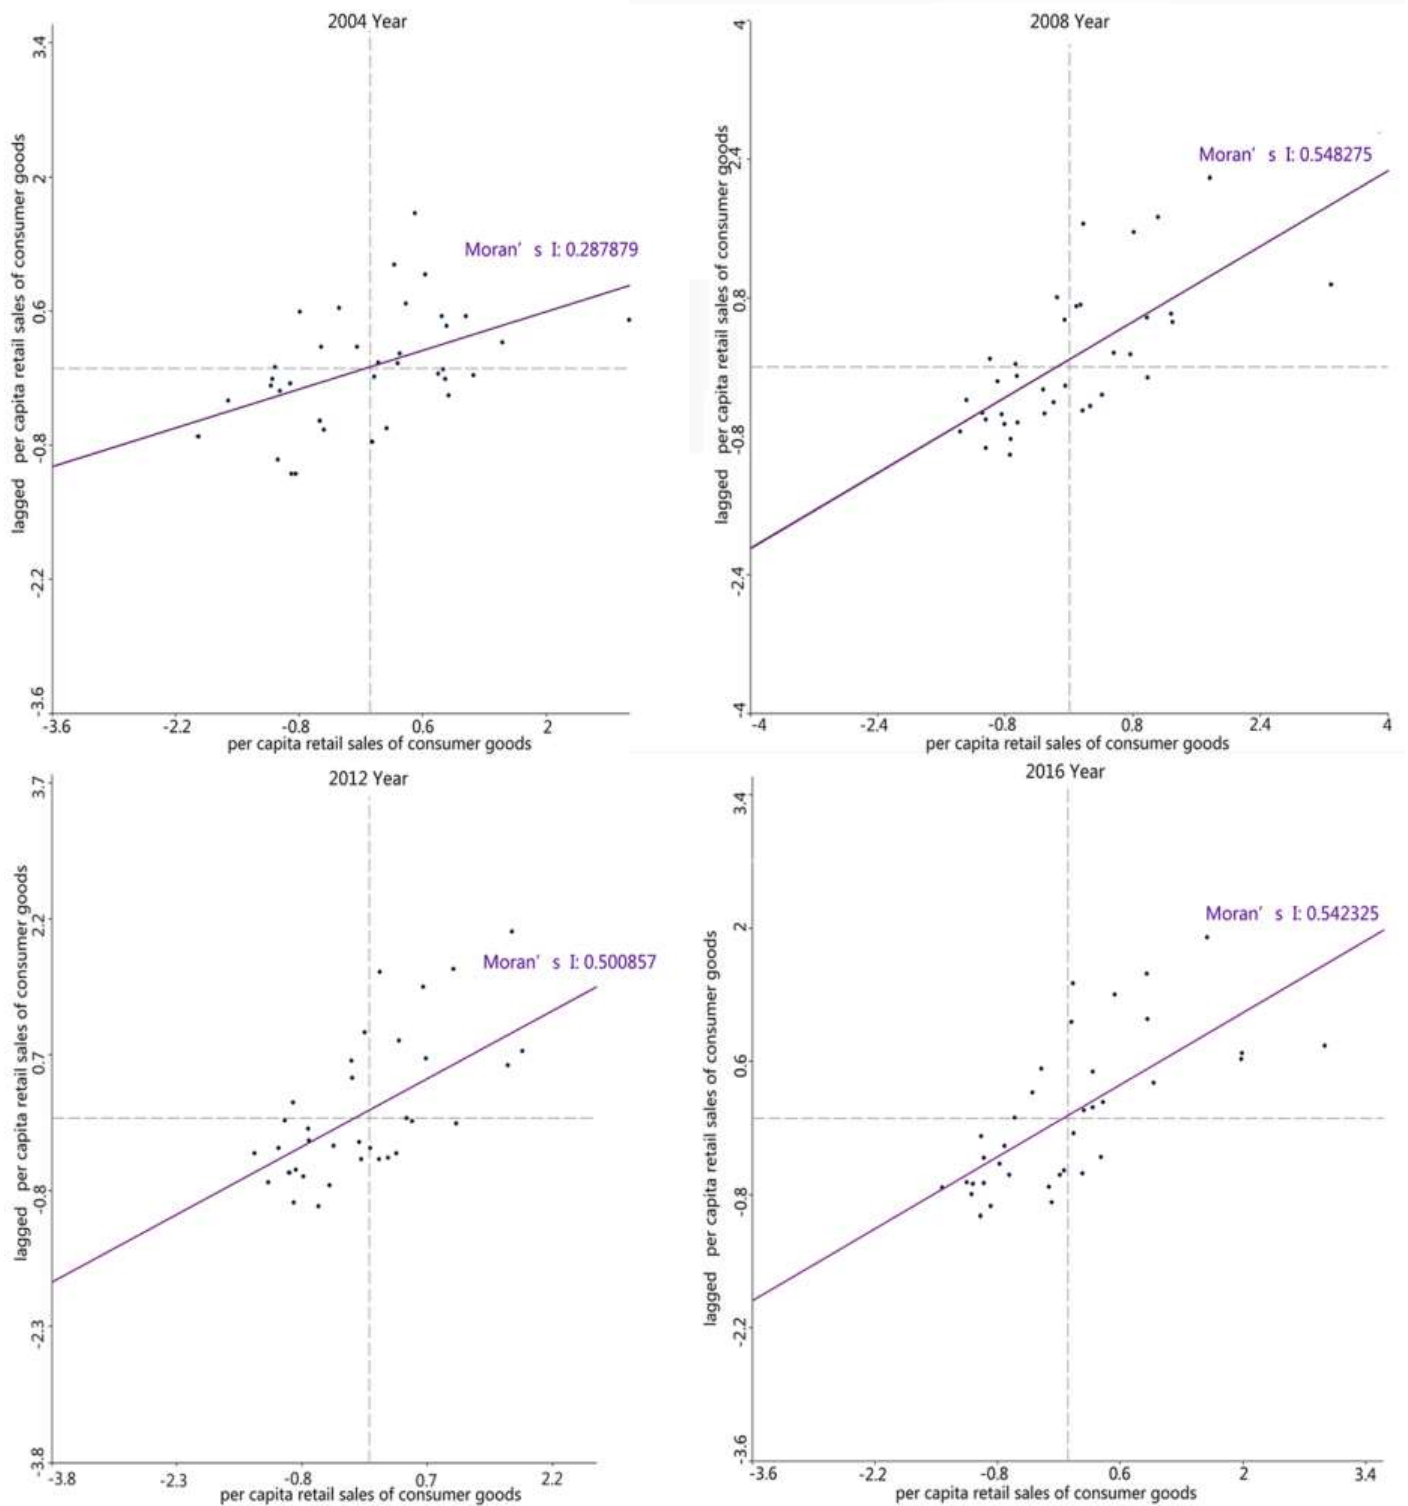 2004 Year
3.4
2
0.6
-0.8
-2.2
-3.6
lagged per capita retail sales of consumer goods
Moran's I: 0.287879
-3.6 -2.2 -0.8 0.6 2
per capita retail sales of consumer goods
2008 Year
4
2.4
0.8
-0.8
-2.4
-4
lagged per capita retail sales of consumer goods
Moran's I: 0.548275
-4 -2.4 -0.8 0.8 2.4 4
per capita retail sales of consumer goods
2012 Year
3.7
2.2
0.7
-0.8
-2.3
-3.8
lagged per capita retail sales of consumer goods
Moran's I: 0.500857
-3.8 -2.3 -0.8 0.7 2.2
per capita retail sales of consumer goods
2016 Year
3.4
2
0.6
-0.8
-2.2
-3.6
lagged per capita retail sales of consumer goods
Moran's I: 0.542325
-3.6 -2.2 -0.8 0.6 2 3.4
per capita retail sales of consumer goods